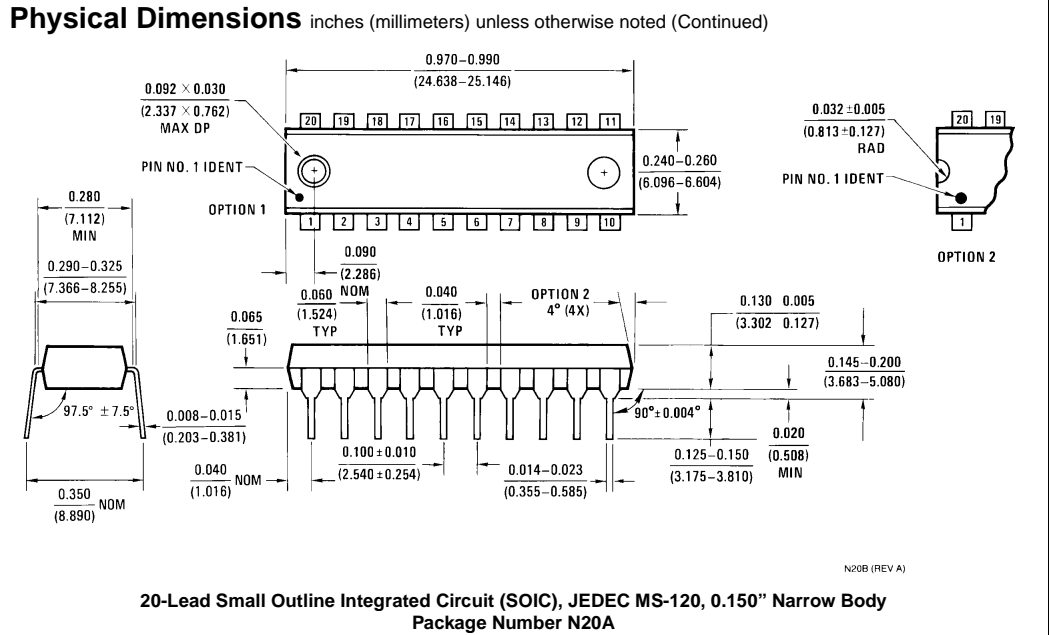 Physical Dimensions inches (millimeters) unless otherwise noted (Continued)
0.970–0.990
(24.638–25.146)
0.092 × 0.030
(2.337 × 0.762)
MAX DP
20 19 18 17 16 15 14 13 12 11
PIN NO. 1 IDENT
OPTION 1
1 2 3 4 5 6 7 8 9 10
0.240–0.260
(6.096–6.604)
0.032 ±0.005
(0.813 ±0.127)
RAD
PIN NO. 1 IDENT
20 19
1
OPTION 2
0.280
(7.112)
MIN
0.290–0.325
(7.366–8.255)
0.090
(2.286)
NOM
0.060
(1.524)
TYP
0.040
(1.016)
TYP
OPTION 2
4° (4X)
0.130 0.005
(3.302 0.127)
0.065
(1.651)
0.145–0.200
(3.683–5.080)
97.5° ±7.5°
0.008–0.015
(0.203–0.381)
90°±0.004°
0.020
(0.508)
MIN
0.125–0.150
(3.175–3.810)
0.100±0.010
(2.540±0.254)
0.040
(1.016)
NOM
0.014–0.023
(0.355–0.585)
0.350
(8.890)
NOM
N20B (REV A)
20-Lead Small Outline Integrated Circuit (SOIC), JEDEC MS-120, 0.150” Narrow Body
Package Number N20A